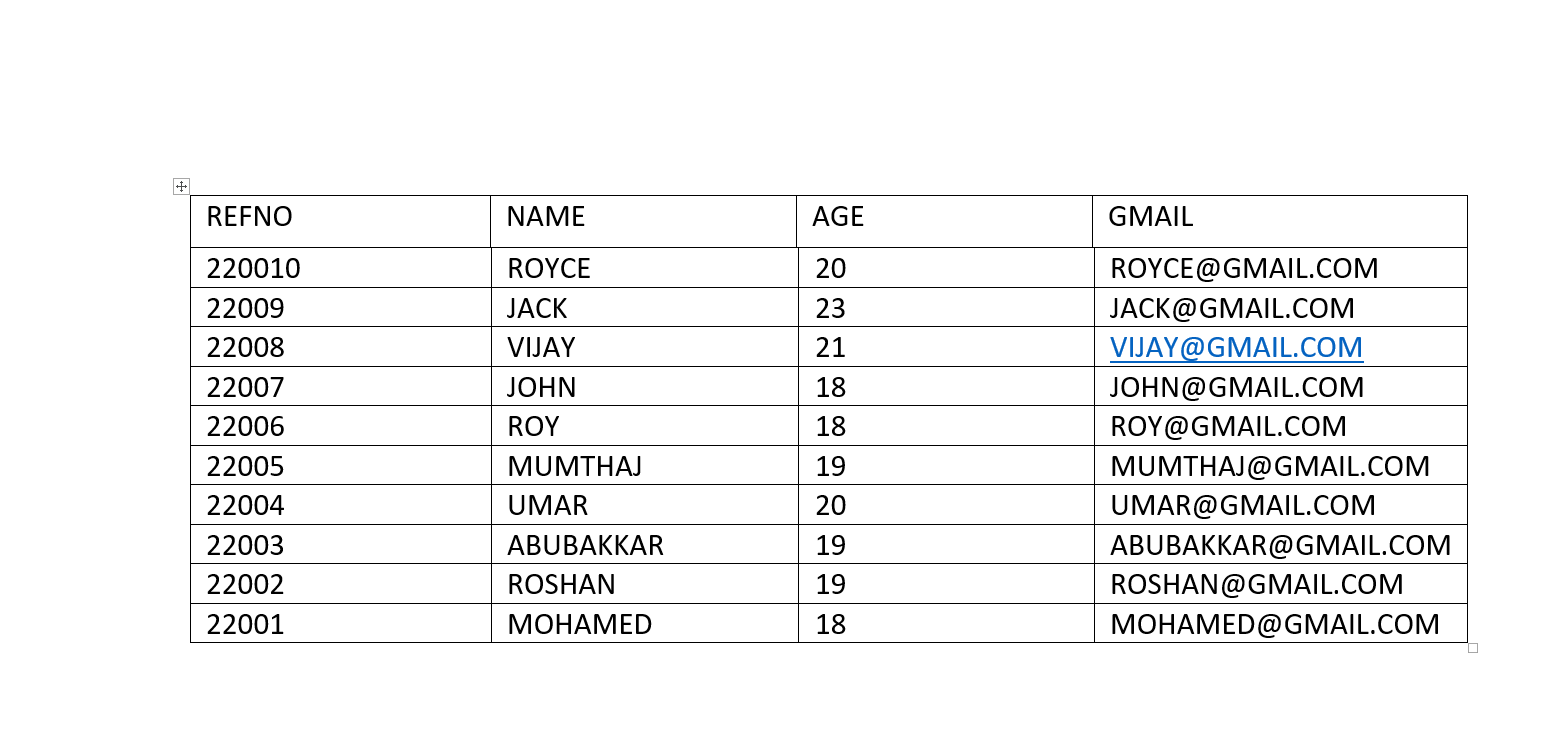 REFNO NAME AGE GMAIL
220010 ROYCE 20 ROYCE@GMAIL.COM
22009 JACK 23 JACK@GMAIL.COM
22008 VIJAY 21 VIJAY@GMAIL.COM
22007 JOHN 18 JOHN@GMAIL.COM
22006 ROY 18 ROY@GMAIL.COM
22005 MUMTHAJ 19 MUMTHAJ@GMAIL.COM
22004 UMAR 20 UMAR@GMAIL.COM
22003 ABUBAKKAR 19 ABUBAKKAR@GMAIL.COM
22002 ROSHAN 19 ROSHAN@GMAIL.COM
22001 MOHAMED 18 MOHAMED@GMAIL.COM